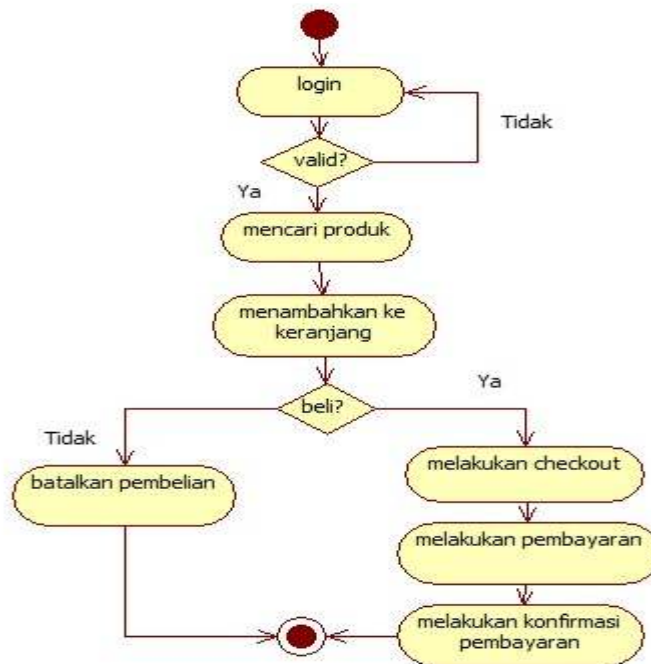 login
Tidak
valid?
Ya
mencari produk
menambahkan ke
keranjang
beli?
Ya
Tidak
batalkan pembelian
melakukan checkout
melakukan pembayaran
melakukan konfirmasi
pembayaran